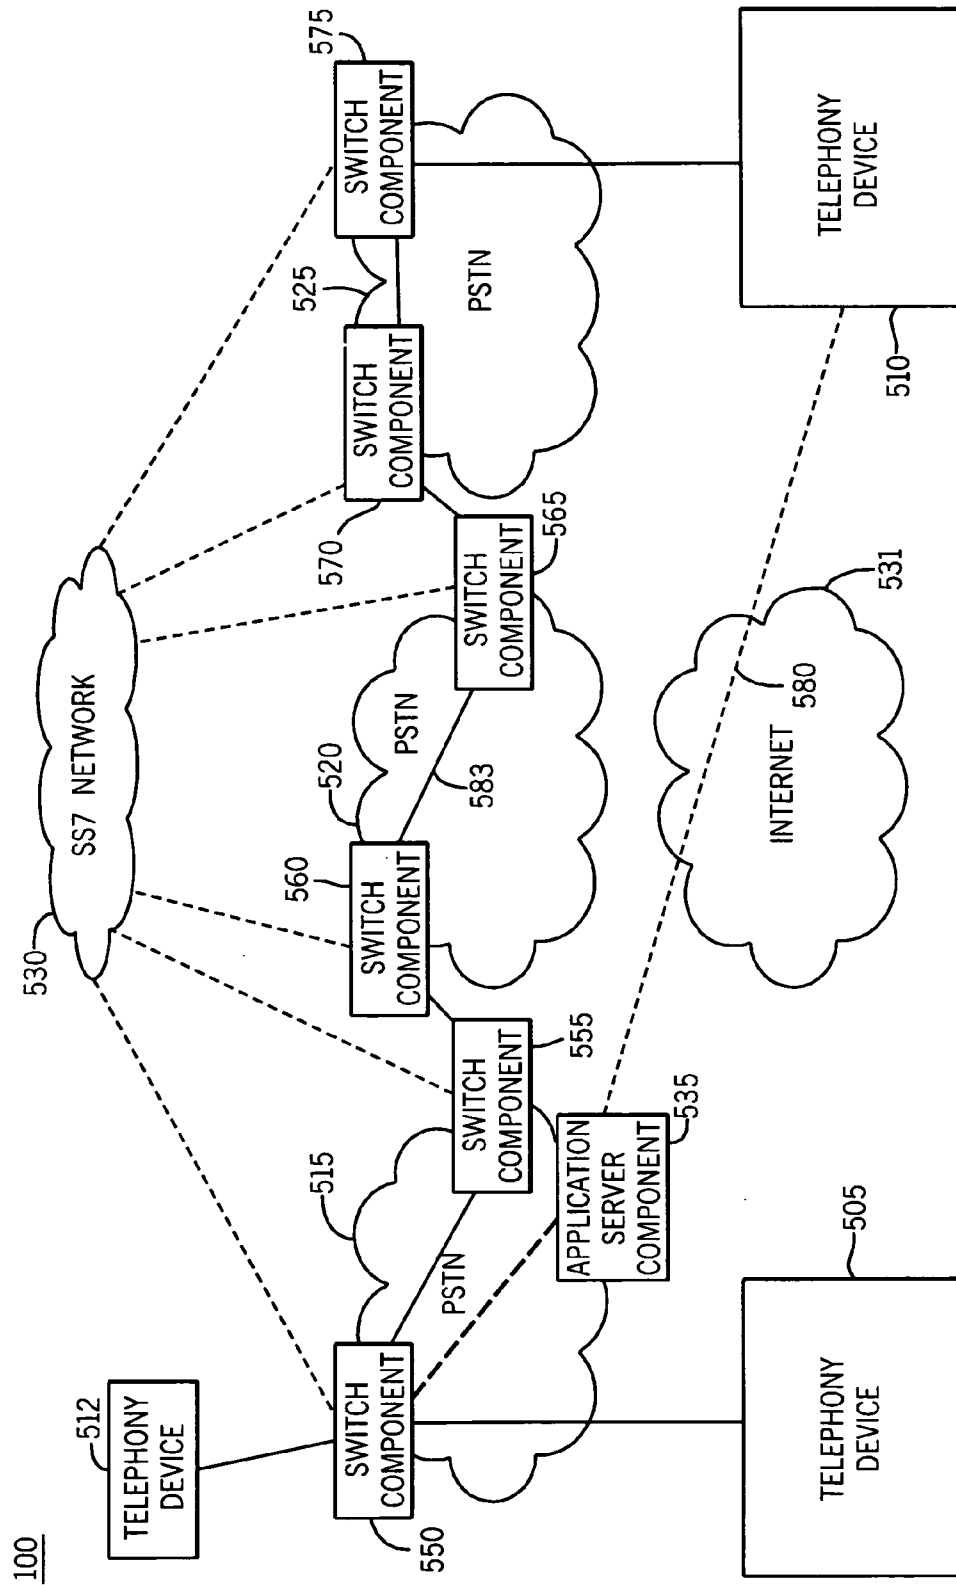 100
TELEPHONY
DEVICE
512
SWITCH
COMPONENT
550
530
SS7 NETWORK
515
PSTN
SWITCH
COMPONENT
555
SWITCH
COMPONENT
560
520
PSTN
583
SWITCH
COMPONENT
565
SWITCH
COMPONENT
570
525
PSTN
SWITCH
COMPONENT
575
APPLICATION
SERVER
COMPONENT
535
INTERNET
580
531
TELEPHONY
DEVICE
505
TELEPHONY
DEVICE
510